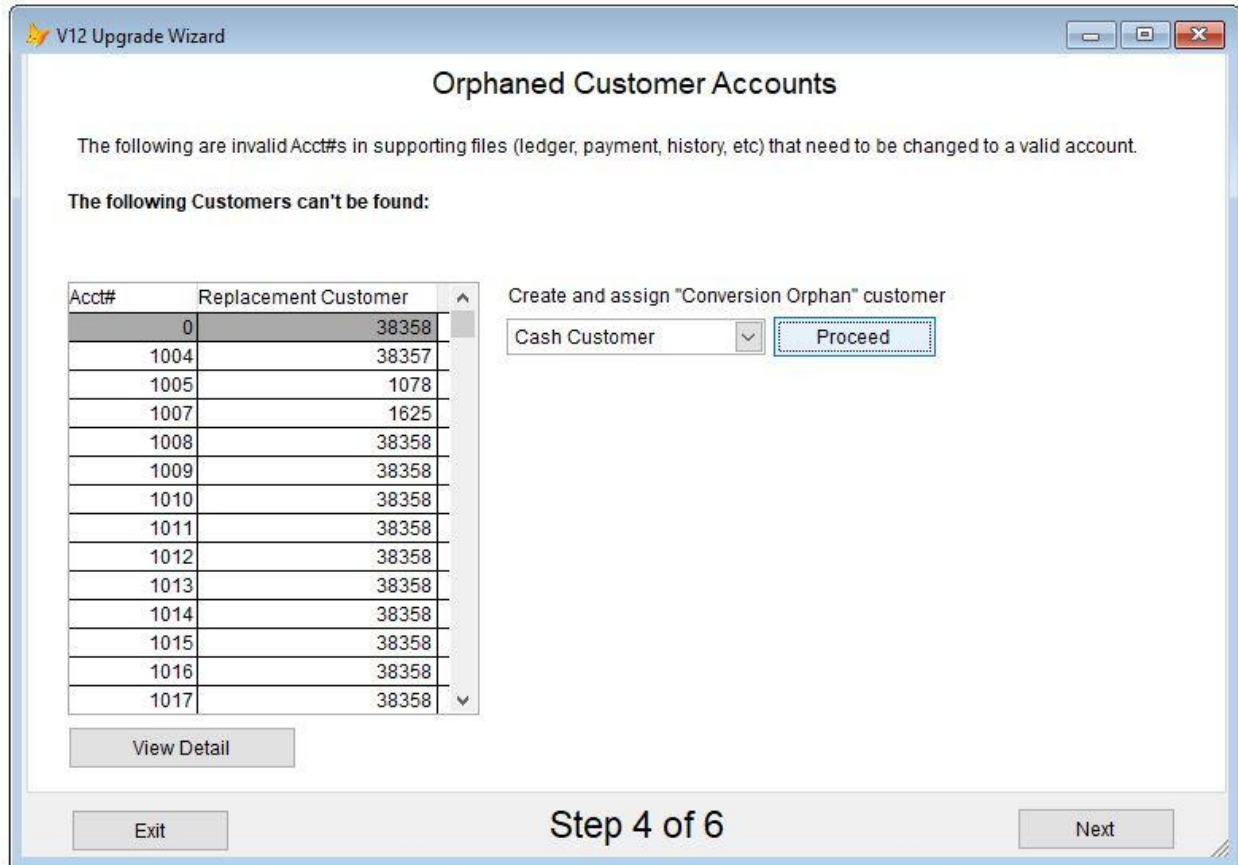 V12 Upgrade Wizard
Orphaned Customer Accounts
The following are invalid Acct#s in supporting files (ledger, payment, history, etc) that need to be changed to a valid account.
The following Customers can't be found:
Acct# Replacement Customer
0 38358
1004 38357
1005 1078
1007 1625
1008 38358
1009 38358
1010 38358
1011 38358
1012 38358
1013 38358
1014 38358
1015 38358
1016 38358
1017 38358
Create and assign "Conversion Orphan" customer
Cash Customer Proceed
View Detail
Exit Step 4 of 6 Next